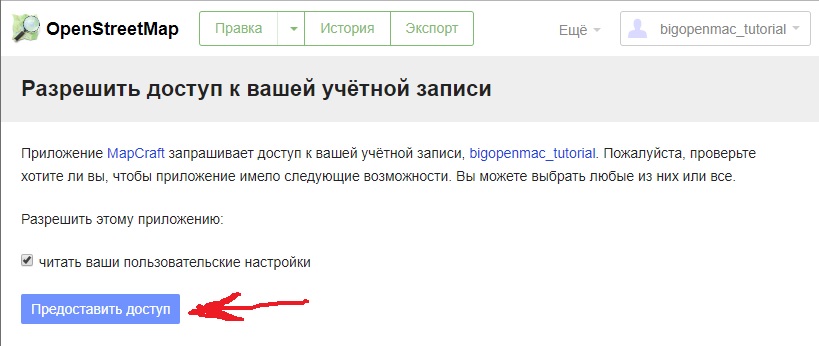 OpenStreetMap Правка История Экспорт Ещё bigopenmac_tutorial
Разрешить доступ к вашей учётной записи
Приложение MapCraft запрашивает доступ к вашей учётной записи, bigopenmac_tutorial. Пожалуйста, проверьте
хотите ли вы, чтобы приложение имело следующие возможности. Вы можете выбрать любые из них или все.
Разрешить этому приложению:
читать ваши пользовательские настройки
Предоставить доступ